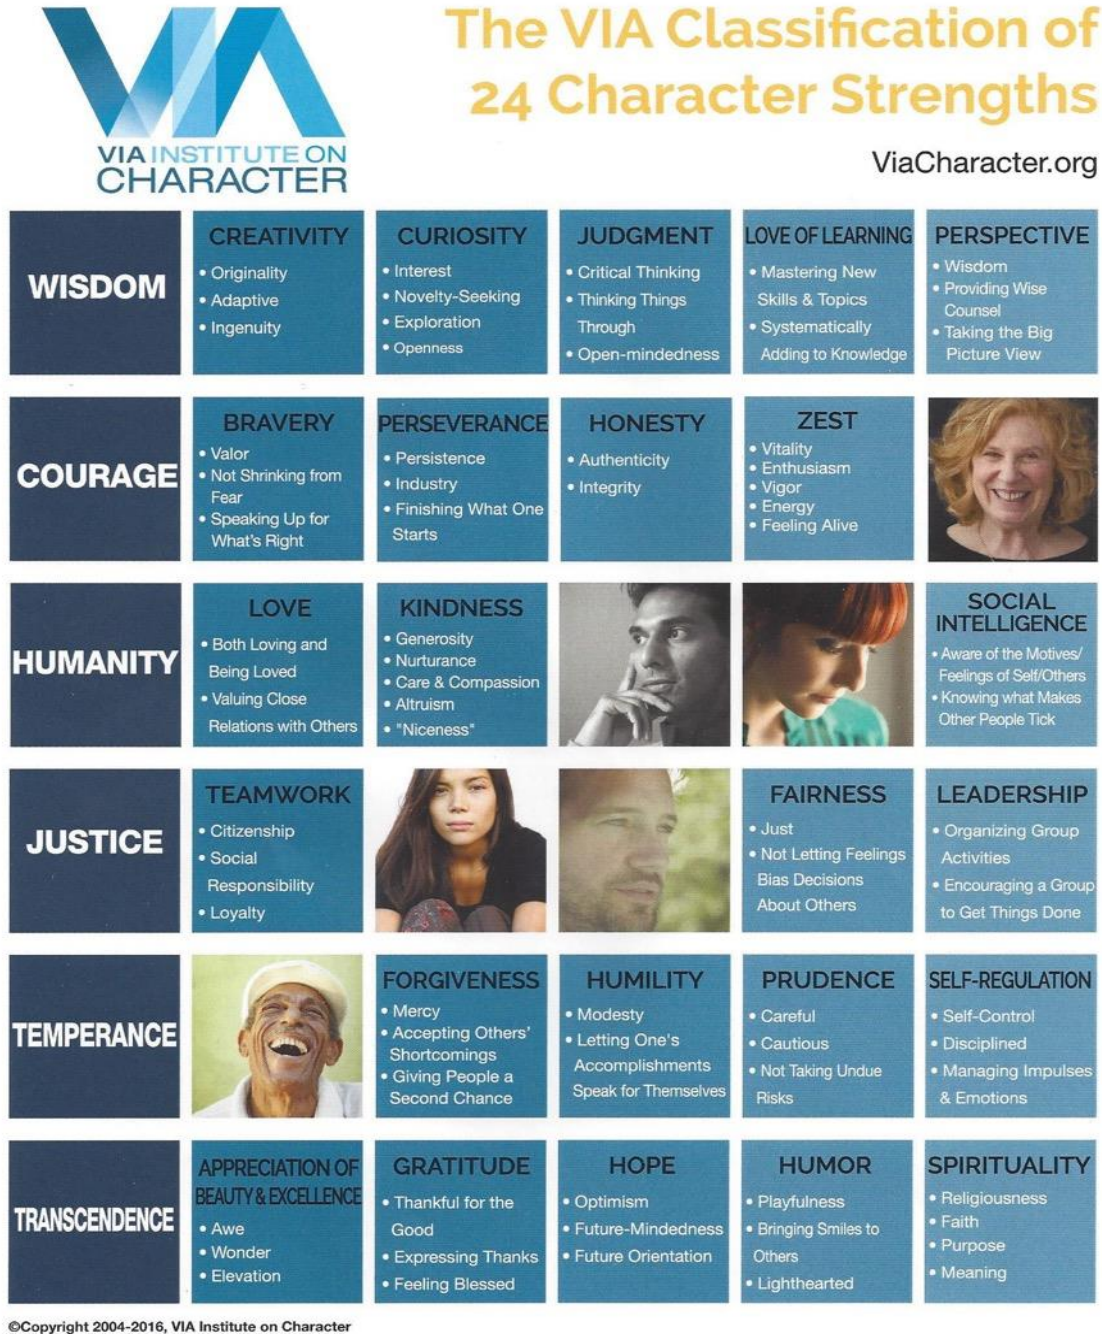 VIA INSTITUTE ON
CHARACTER
The VIA Classification of
24 Character Strengths
ViaCharacter.org
WISDOM
CREATIVITY
• Originality
• Adaptive
• Ingenuity
CURIOSITY
• Interest
• Novelty-Seeking
• Exploration
• Openness
JUDGMENT
• Critical Thinking
• Thinking Things
Through
• Open-mindedness
LOVE OF LEARNING
• Mastering New
Skills & Topics
• Systematically
Adding to Knowledge
PERSPECTIVE
• Wisdom
• Providing Wise
Counsel
• Taking the Big
Picture View
COURAGE
BRAVERY
• Valor
• Not Shrinking from
Fear
• Speaking Up for
What's Right
PERSEVERANCE
• Persistence
• Industry
• Finishing What One
Starts
HONESTY
• Authenticity
• Integrity
ZEST
• Vitality
• Enthusiasm
• Vigor
• Energy
• Feeling Alive
HUMANITY
LOVE
• Both Loving and
Being Loved
• Valuing Close
Relations with Others
KINDNESS
• Generosity
• Nurturance
• Care & Compassion
• Altruism
• "Niceness"
SOCIAL
INTELLIGENCE
• Aware of the Motives/
Feelings of Self/Others
• Knowing what Makes
Other People Tick
JUSTICE
TEAMWORK
• Citizenship
• Social
Responsibility
• Loyalty
FAIRNESS
• Just
• Not Letting Feelings
Bias Decisions
About Others
LEADERSHIP
• Organizing Group
Activities
• Encouraging a Group
to Get Things Done
TEMPERANCE
FORGIVENESS
• Mercy
• Accepting Others'
Shortcomings
• Giving People a
Second Chance
HUMILITY
• Modesty
• Letting One's
Accomplishments
Speak for Themselves
PRUDENCE
• Careful
• Cautious
• Not Taking Undue
Risks
SELF-REGULATION
• Self-Control
• Disciplined
• Managing Impulses
& Emotions
TRANSCENDENCE
APPRECIATION OF
BEAUTY & EXCELLENCE
• Awe
• Wonder
• Elevation
GRATITUDE
• Thankful for the
Good
• Expressing Thanks
• Feeling Blessed
HOPE
• Optimism
• Future-Mindedness
• Future Orientation
HUMOR
• Playfulness
• Bringing Smiles to
Others
• Lighthearted
SPIRITUALITY
• Religiousness
• Faith
• Purpose
• Meaning
©Copyright 2004-2016, VIA Institute on Character